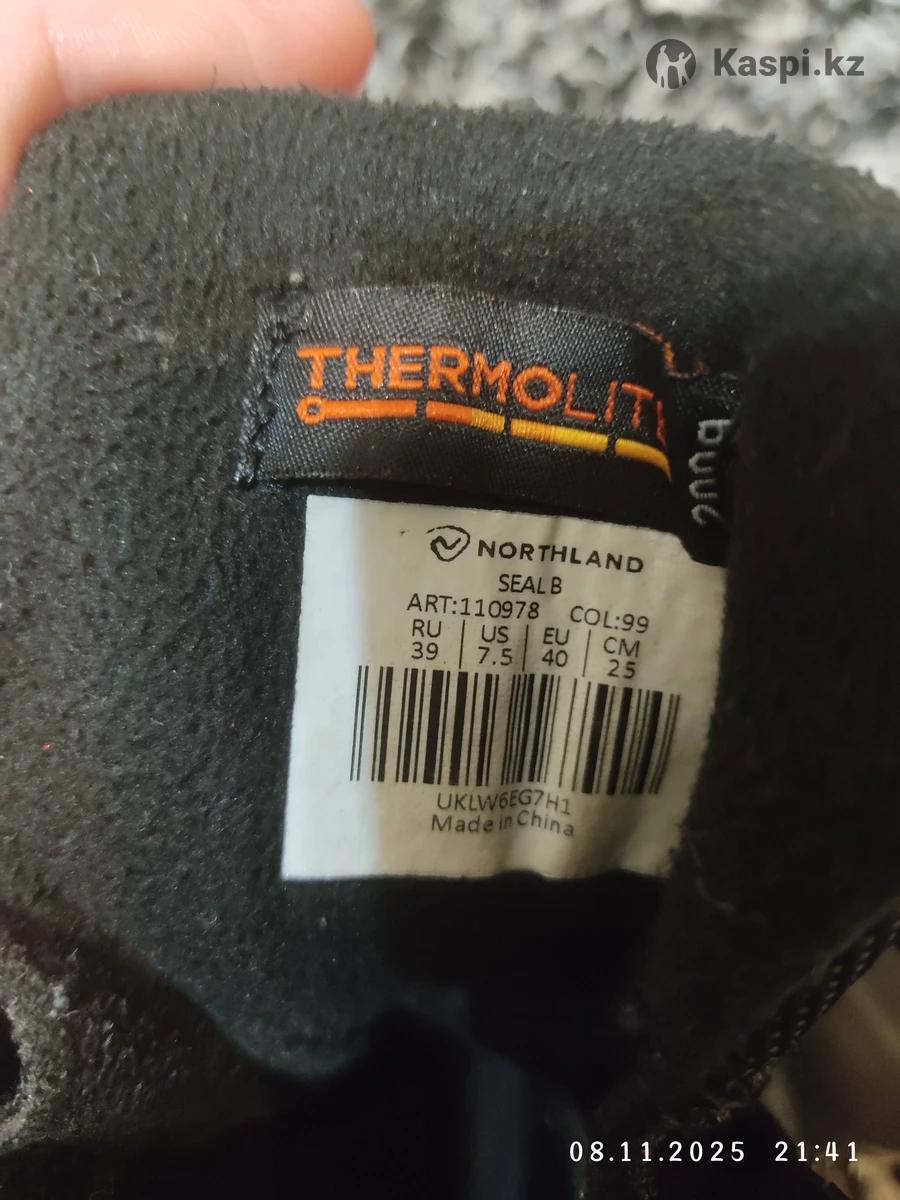 Kaspi.kz
THERMOLIT
200g
NORTHLAND
SEAL B
ART:110978 COL:99
RU US EU CM
39 7.5 40 25
UKLW6EG7H1
Made in China
08.11.2025 21:41